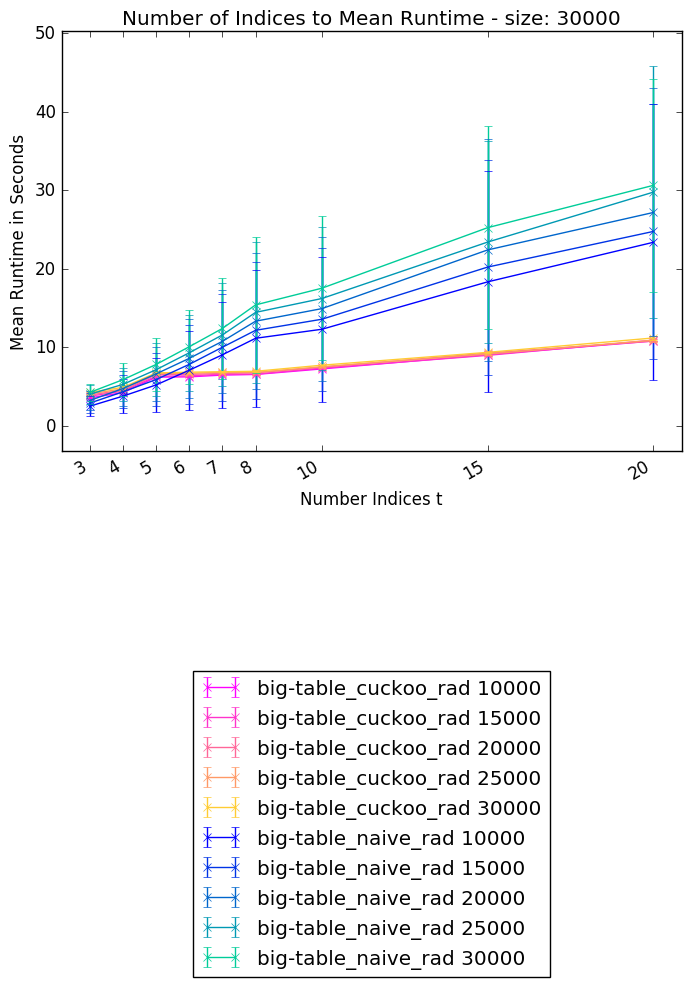 Number of Indices to Mean Runtime - size: 30000
50
40
30
20
10
0
Mean Runtime in Seconds
3 4 5 6 7 8 10 15 20
Number Indices t
big-table_cuckoo_rad 10000
big-table_cuckoo_rad 15000
big-table_cuckoo_rad 20000
big-table_cuckoo_rad 25000
big-table_cuckoo_rad 30000
big-table_naive_rad 10000
big-table_naive_rad 15000
big-table_naive_rad 20000
big-table_naive_rad 25000
big-table_naive_rad 30000